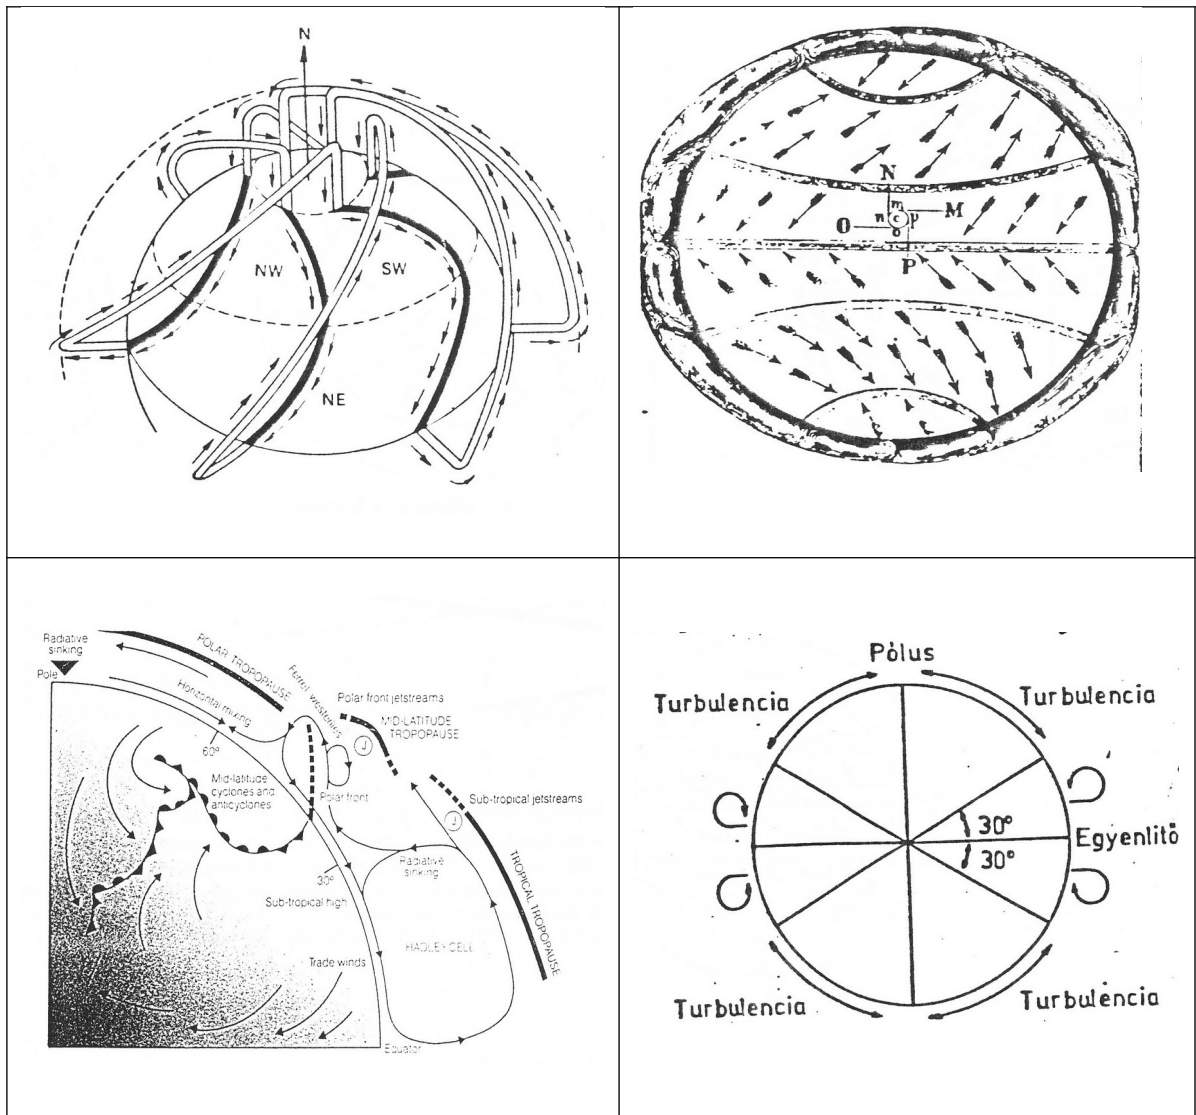 N
NW
SW
NE
N
m
M
n
c
p
O
o
P
Radiative
sinking
Pole
POLAR TROPOPAUSE
Horizontal mixing
60°
Ferrel westerlies
Polar front jetstreams
MID-LATITUDE
TROPOPAUSE
J
Mid-latitude
cyclones and
anticyclones
Polar front
Sub-tropical jetstreams
J
30°
Radiative
sinking
Sub-tropical high
TROPICAL TROPOPAUSE
HADLEY CELL
Trade winds
Equator
Pòlus
Turbulencia
Turbulencia
30°
30°
Egyenlítő
Turbulencia
Turbulencia